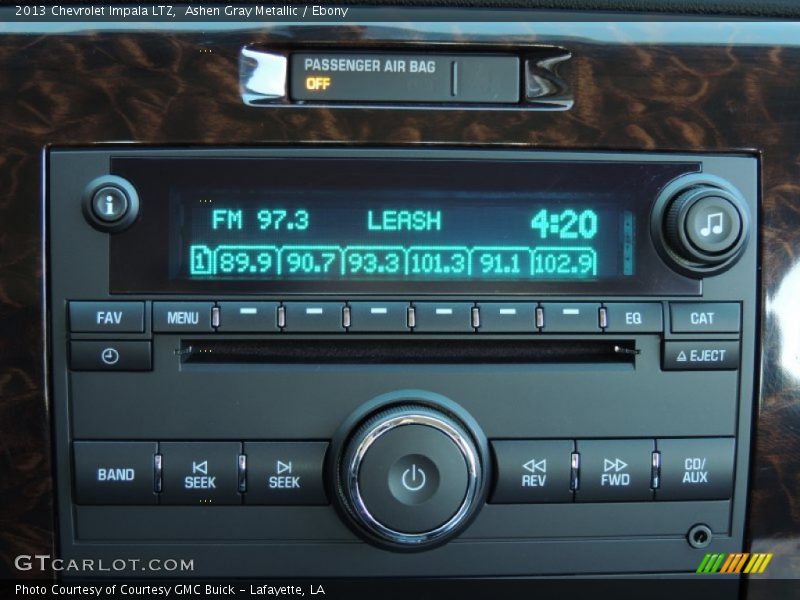 2013 Chevrolet Impala LTZ, Ashen Gray Metallic / Ebony
PASSENGER AIR BAG
OFF
i
FM 97.3 LEASH 4:20
1 89.9 90.7 93.3 101.3 91.1 102.9
FAV MENU EQ CAT
EJECT
BAND SEEK SEEK REV FWD CD/
AUX
GTCARLOT.COM
Photo Courtesy of Courtesy GMC Buick - Lafayette, LA